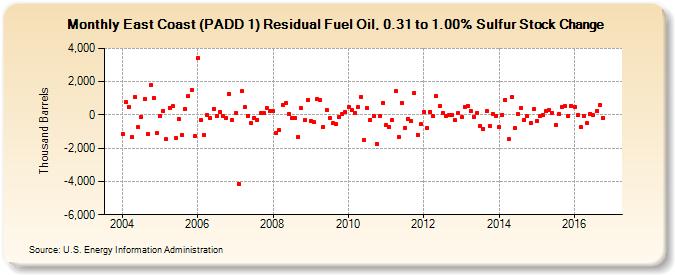 Monthly East Coast (PADD 1) Residual Fuel Oil, 0.31 to 1.00% Sulfur Stock Change
Thousand Barrels
4,000
2,000
0
-2,000
-4,000
-6,000
2004 2006 2008 2010 2012 2014 2016
Source: U.S. Energy Information Administration